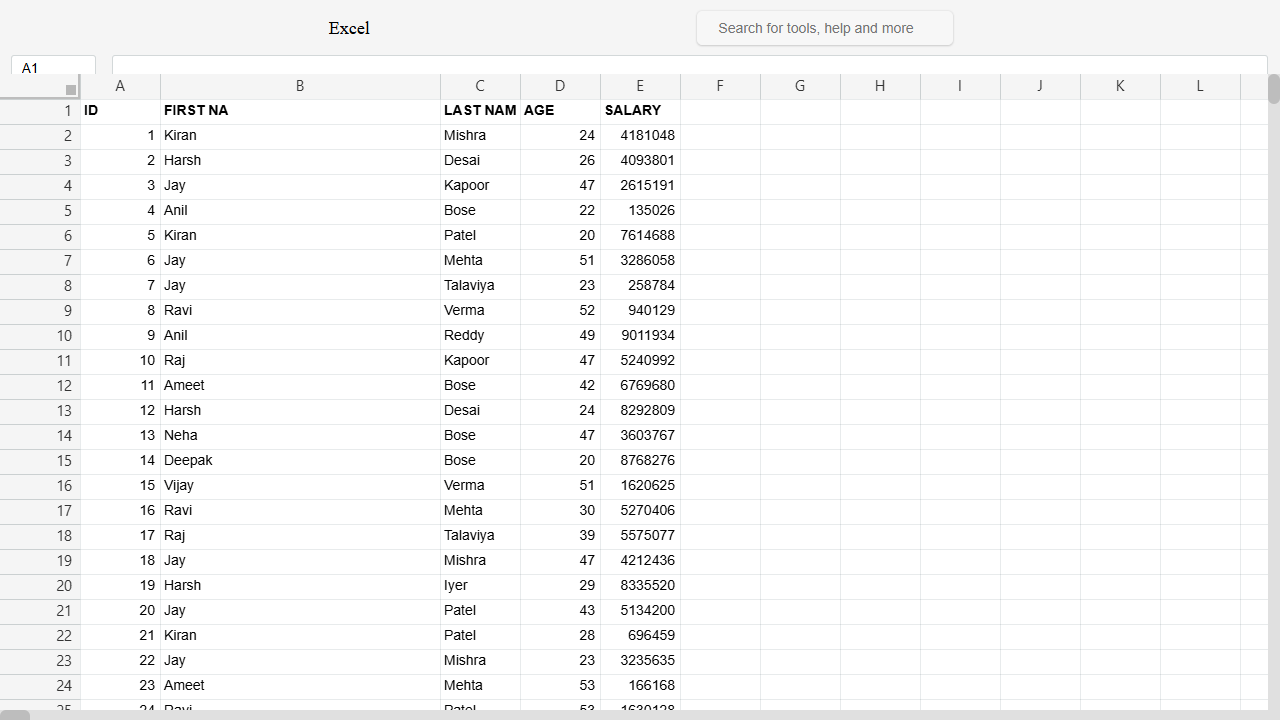 Excel
Search for tools, help and more
A1
A B C D E F G H I J K L
1 ID FIRST NA LAST NAM AGE SALARY
2 1 Kiran Mishra 24 4181048
3 2 Harsh Desai 26 4093801
4 3 Jay Kapoor 47 2615191
5 4 Anil Bose 22 135026
6 5 Kiran Patel 20 7614688
7 6 Jay Mehta 51 3286058
8 7 Jay Talaviya 23 258784
9 8 Ravi Verma 52 940129
10 9 Anil Reddy 49 9011934
11 10 Raj Kapoor 47 5240992
12 11 Ameet Bose 42 6769680
13 12 Harsh Desai 24 8292809
14 13 Neha Bose 47 3603767
15 14 Deepak Bose 20 8768276
16 15 Vijay Verma 51 1620625
17 16 Ravi Mehta 30 5270406
18 17 Raj Talaviya 39 5575077
19 18 Jay Mishra 47 4212436
20 19 Harsh Iyer 29 8335520
21 20 Jay Patel 43 5134200
22 21 Kiran Patel 28 696459
23 22 Jay Mishra 23 3235635
24 23 Ameet Mehta 53 166168
25 24 Ravi Patel 53 1630128